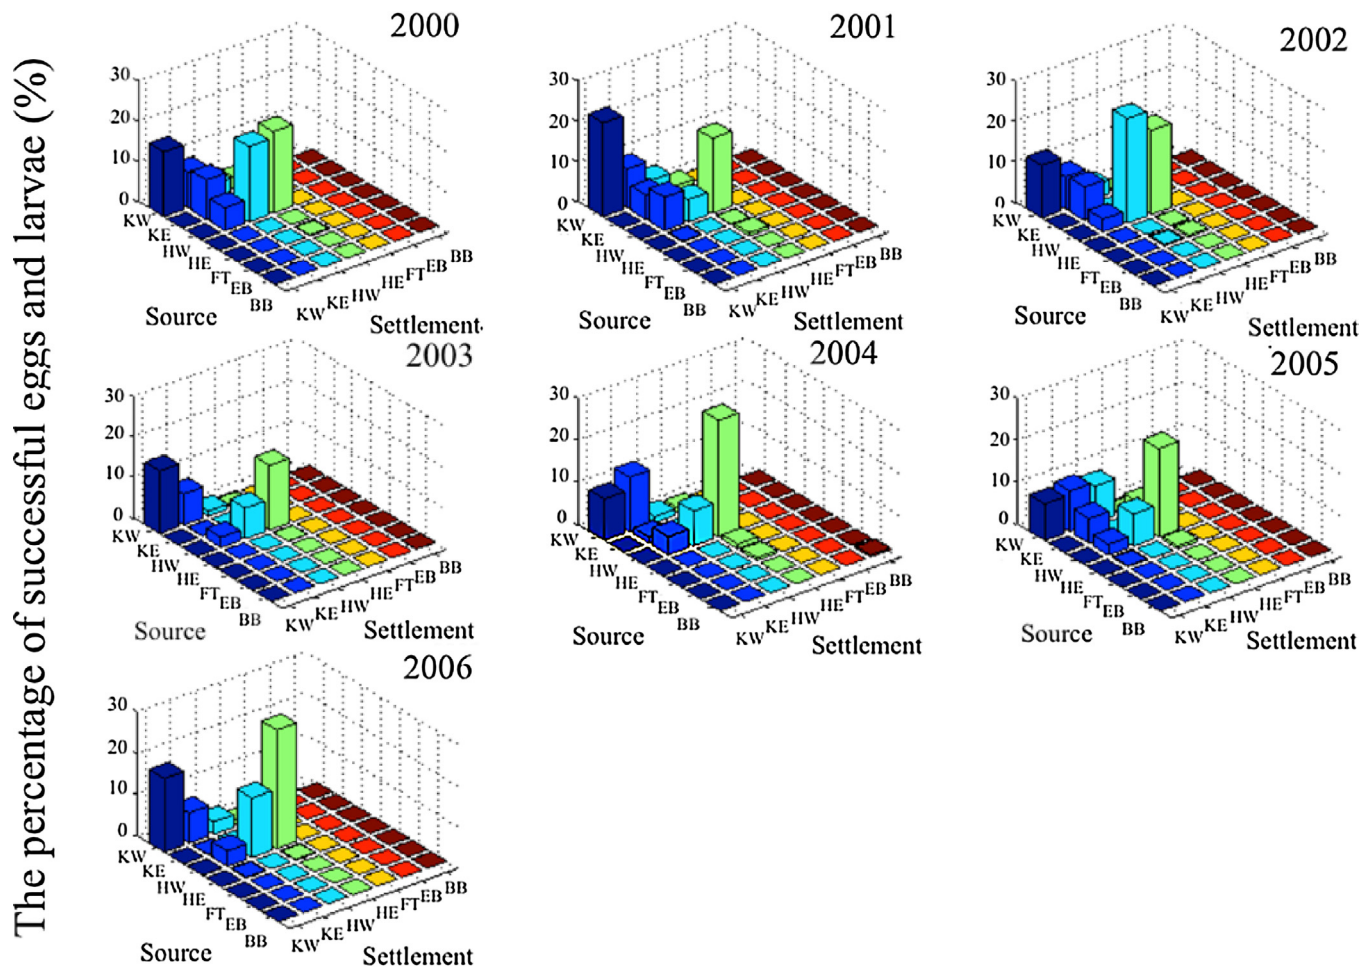 The percentage of successful eggs and larvae (%)
2000
30
20
10
0
KW
KE
HW
HE
FT
EB
BB
Source
KW KE HW HE FT EB BB
Settlement
2001
30
20
10
0
KW
KE
HW
HE
FT
EB
BB
Source
KW KE HW HE FT EB BB
Settlement
2002
30
20
10
0
KW
KE
HW
HE
FT
EB
BB
Source
KW KE HW HE FT EB BB
Settlement
2003
30
20
10
0
KW
KE
HW
HE
FT
EB
BB
Source
KW KE HW HE FT EB BB
Settlement
2004
30
20
10
0
KW
KE
HW
HE
FT
EB
BB
Source
KW KE HW HE FT EB BB
Settlement
2005
30
20
10
0
KW
KE
HW
HE
FT
EB
BB
Source
KW KE HW HE FT EB BB
Settlement
2006
30
20
10
0
KW
KE
HW
HE
FT
EB
BB
Source
KW KE HW HE FT EB BB
Settlement